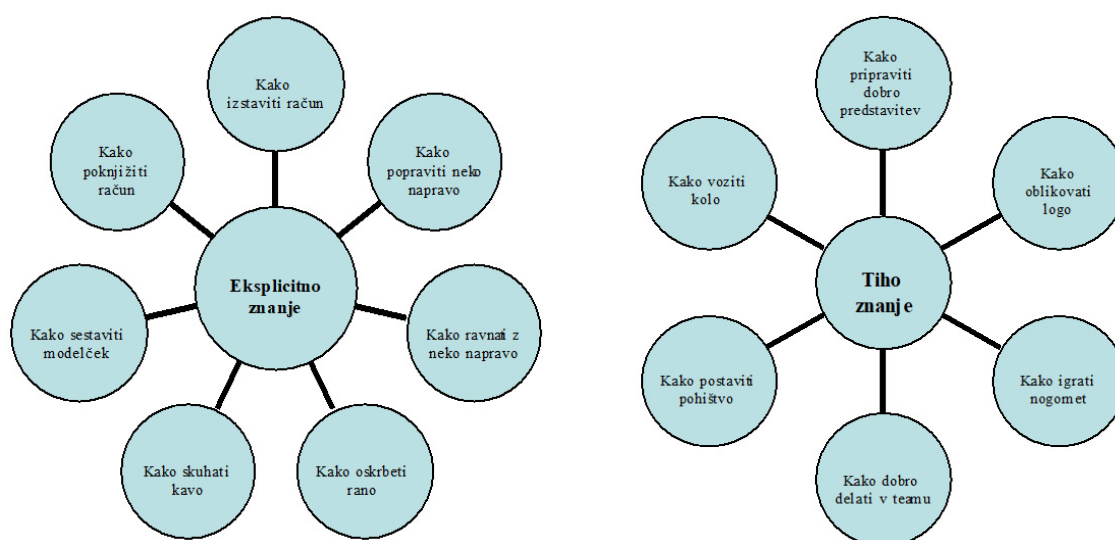 Kako
izstaviti račun
Kako
popraviti neko
napravo
Kako ravnati z
neko napravo
Kako oskrbeti
rano
Kako skuhati
kavo
Kako sestaviti
modelček
Kako
poknjižiti
račun
Eksplicitno
znanje
Kako
pripraviti
dobro
predstavitev
Kako
oblikovati
logo
Kako igrati
nogomet
Kako dobro
delati v teamu
Kako postaviti
pohištvo
Kako voziti
kolo
Tiho
znanje